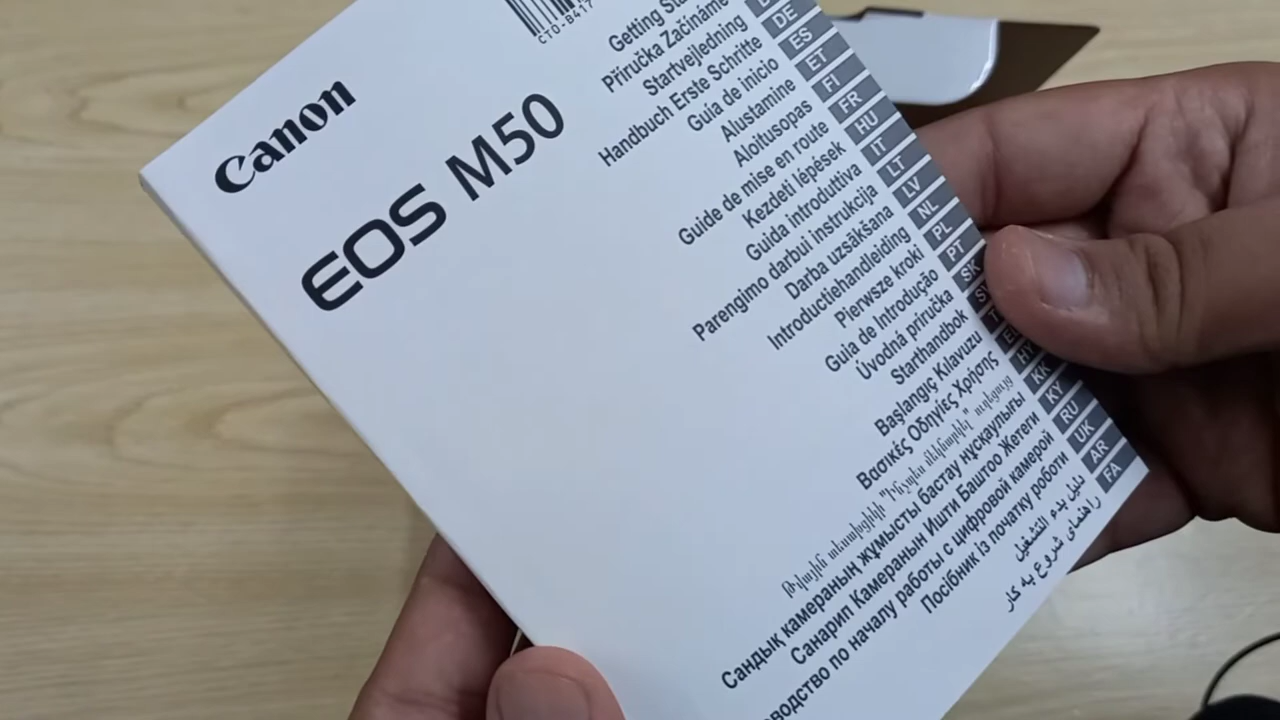 CT0-B417
Canon
EOS M50
Getting
Příručka Začínáme
Startvejledning
DE
Handbuch Erste Schritte
ES
Guía de inicio
ET
Alustamine
FI
Aloitusopas
FR
Guide de mise en route
HU
Kezdeti lépések
IT
Guida introduttiva
LT
Parengimo darbui instrukcija
LV
Darba uzsākšana
NL
Introductiehandleiding
PL
Pierwsze kroki
PT
Guia de Introdução
SK
Úvodná príručka
Starthandbok
Başlangıç Kılavuzu
Βασικές Οδηγίες Χρήσης
HY
KK
Сандық камераның жұмысты бастау нұсқаулығы
KY
Санарип Камеранын Ишти Баштоо Жетеги
RU
по началу работы с цифровой камерой
UK
Посібник із початку роботи
AR
دليل بدء التشغيل
FA
راهنمای شروع به کار